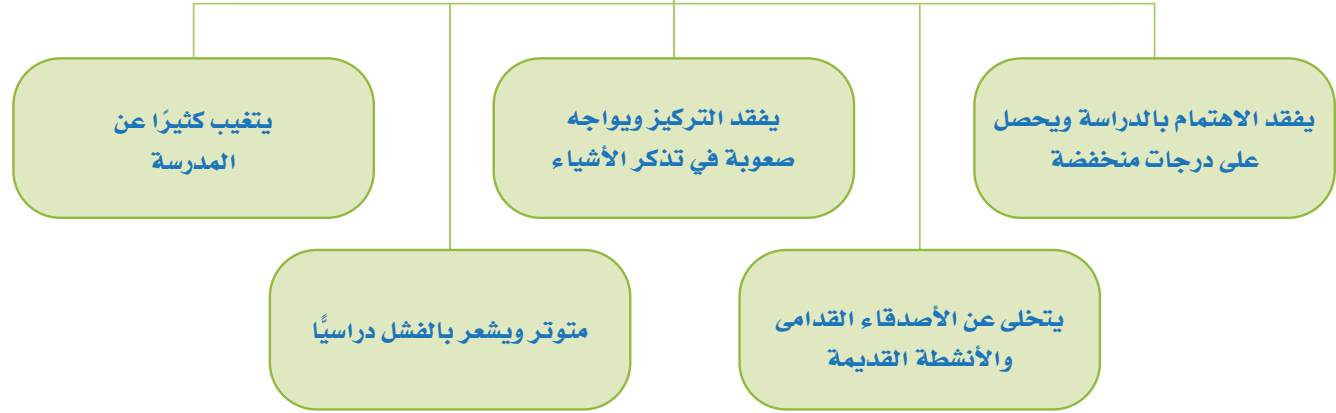 يفقد الاهتمام بالدراسة ويحصل
على درجات منخفضة
يفقد التركيز ويواجه
صعوبة في تذكر الأشياء
يتغيب كثيرًا عن
المدرسة
يتخلى عن الأصدقاء القدامى
والأنشطة القديمة
متوتر ويشعر بالفشل دراسيًّا